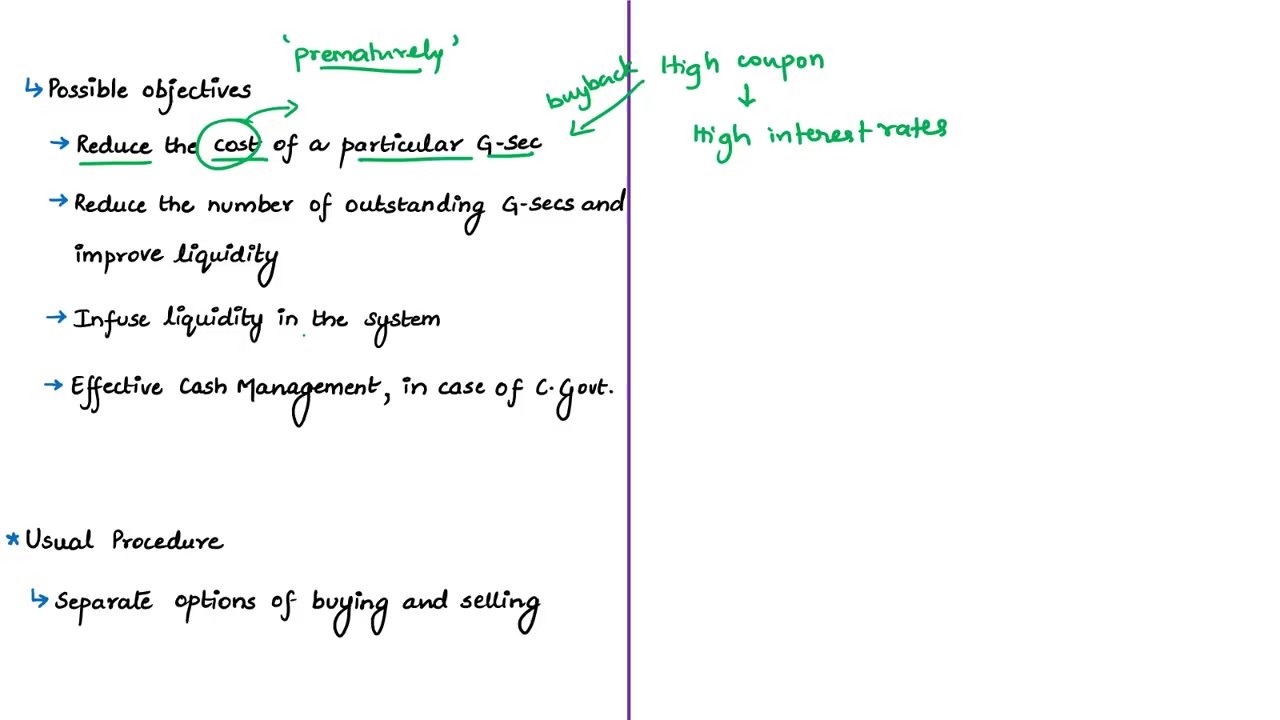 'prematurely'
↳ Possible objectives
→ Reduce the cost of a particular G-sec
→ Reduce the number of outstanding G-secs and
improve liquidity
→ Infuse liquidity in the system
→ Effective Cash Management, in case of C.Govt.
* Usual Procedure
↳ Separate options of buying and selling
buyback
High coupon
↓
High interest rates